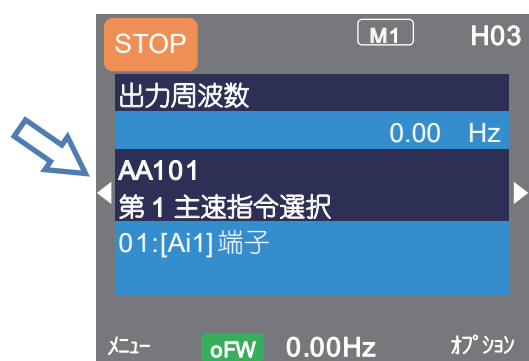 STOP M1 H03
出力周波数
0.00 Hz
AA101
第1主速指令選択
01:[Ai1]端子
ﾒﾆｭｰ oFW 0.00Hz ｵﾌﾟｼｮﾝ